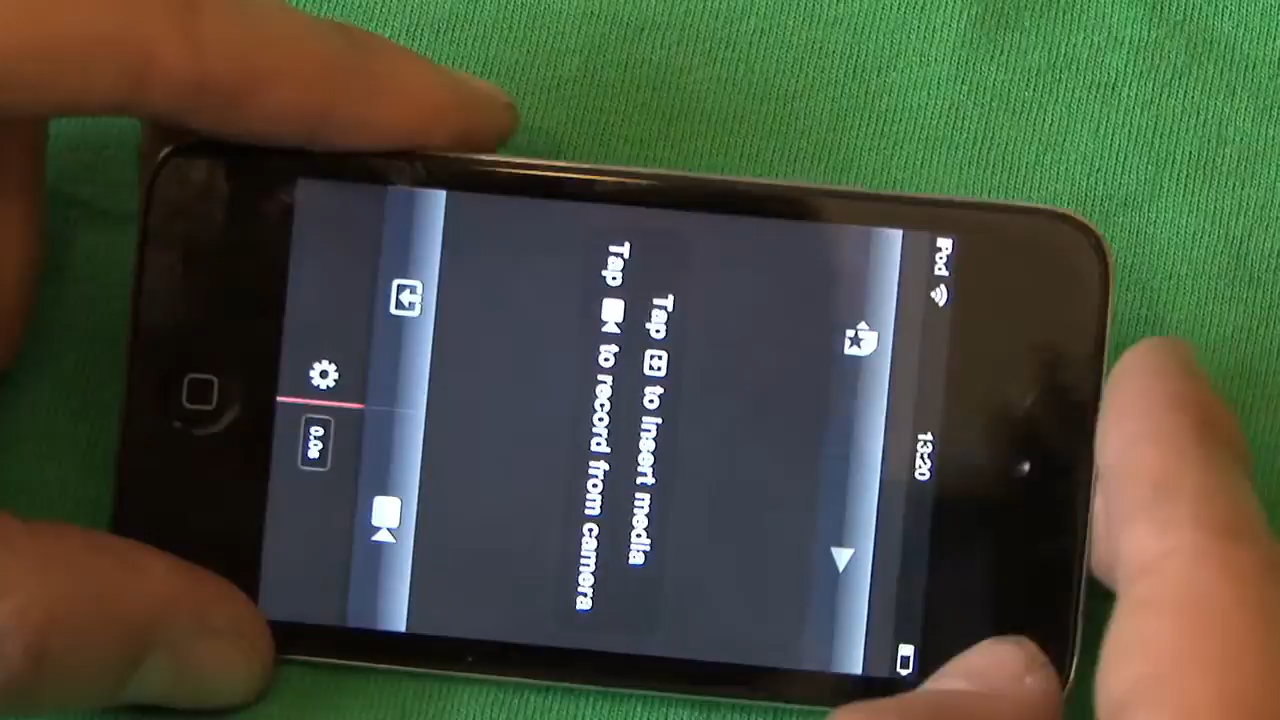 iPod
13:20
Tap to insert media
Tap to record from camera
0.0s